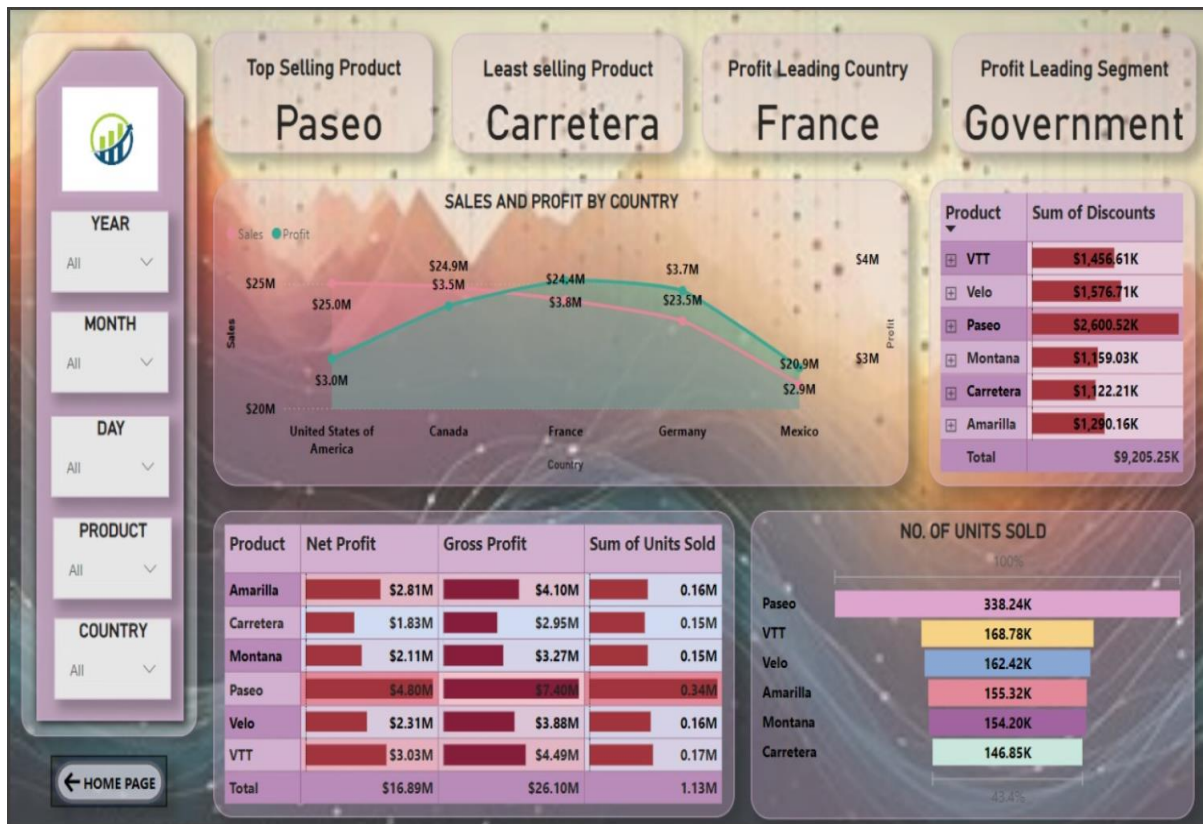 Top Selling Product
Paseo
Least selling Product
Carretera
Profit Leading Country
France
Profit Leading Segment
Government
YEAR
All
MONTH
All
DAY
All
PRODUCT
All
COUNTRY
All
HOME PAGE
SALES AND PROFIT BY COUNTRY
Sales Profit
$25M
$20M
Sales
$4M
$3M
Profit
$25.0M
$3.0M
$24.9M
$3.5M
$24.4M
$3.8M
$3.7M
$23.5M
$20.9M
$2.9M
United States of
America
Canada
France
Germany
Mexico
Country
Product Sum of Discounts
VTT $1,456.61K
Velo $1,576.71K
Paseo $2,600.52K
Montana $1,159.03K
Carretera $1,122.21K
Amarilla $1,290.16K
Total $9,205.25K
Product Net Profit Gross Profit Sum of Units Sold
Amarilla $2.81M $4.10M 0.16M
Carretera $1.83M $2.95M 0.15M
Montana $2.11M $3.27M 0.15M
Paseo $4.80M $7.40M 0.34M
Velo $2.31M $3.88M 0.16M
VTT $3.03M $4.49M 0.17M
Total $16.89M $26.10M 1.13M
NO. OF UNITS SOLD
100%
Paseo 338.24K
VTT 168.78K
Velo 162.42K
Amarilla 155.32K
Montana 154.20K
Carretera 146.85K
43.4%